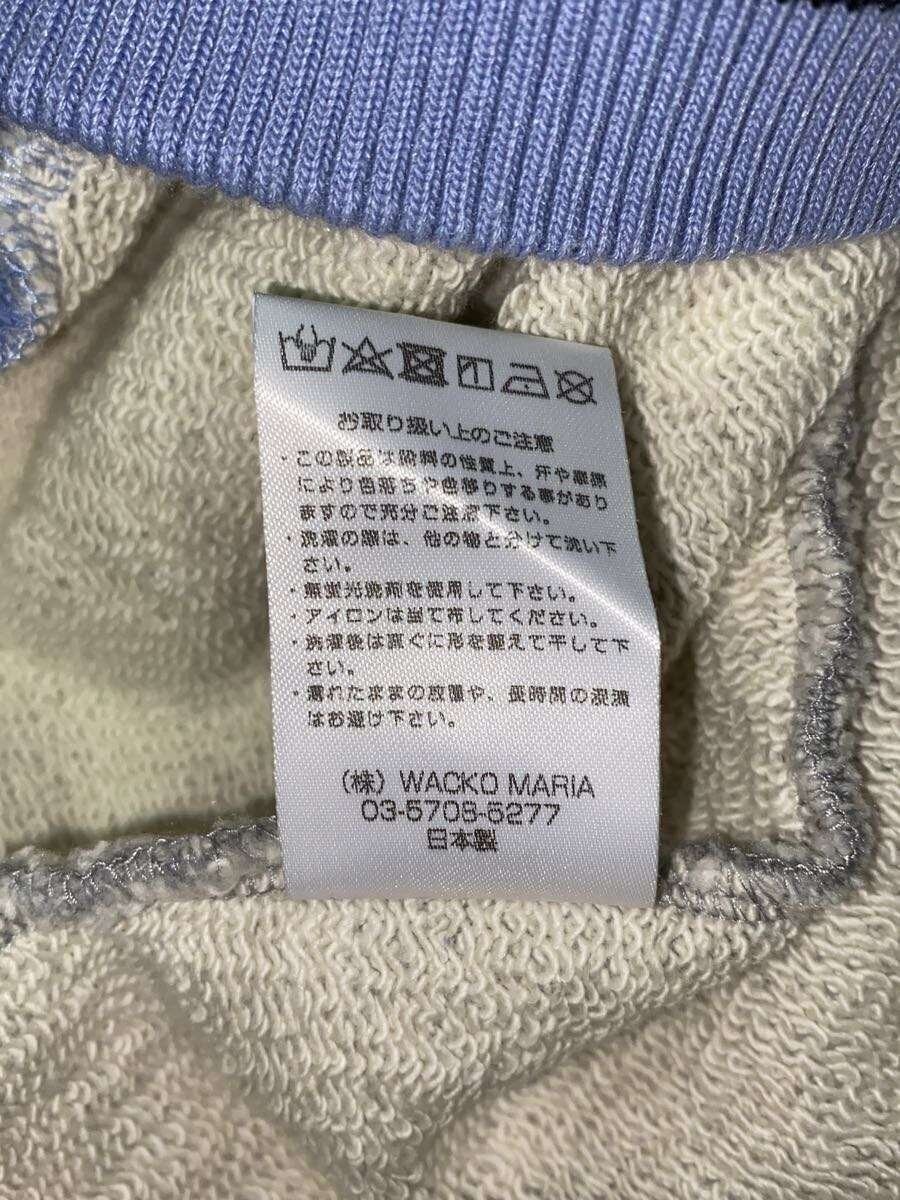 お取り扱い上のご注意
・この製品は染料の性質上、汗や摩擦
により色落ちや色移りする事があり
ますので充分ご注意下さい。
・洗濯の際は、他の物と分けて洗い下
さい。
・無蛍光洗剤を使用して下さい。
・アイロンは当て布してください。
・洗濯後は直ぐに形を整えて干して下
さい。
・濡れたままの放置や、長時間の浸漬
はお避け下さい。
(株) WACKO MARIA
03-5708-5277
日本製